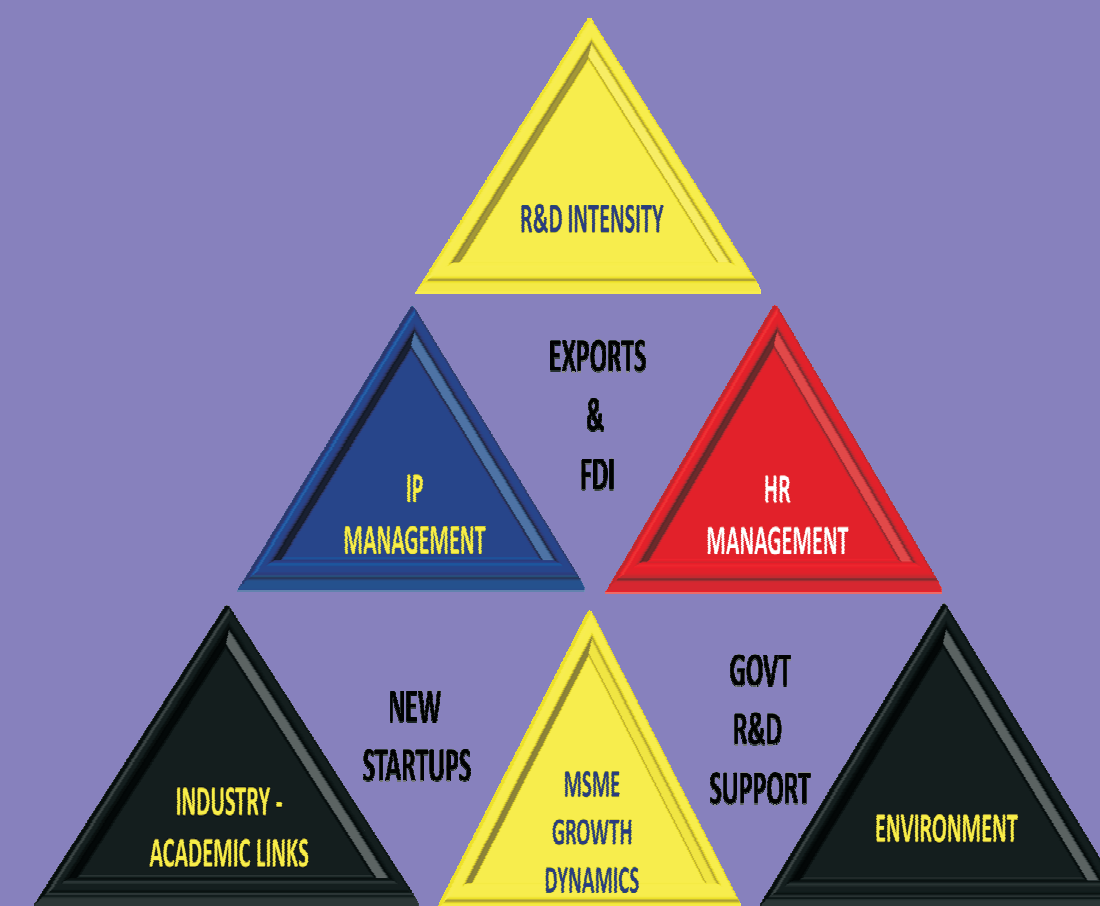 R&D INTENSITY
EXPORTS
&
FDI
IP
MANAGEMENT
HR
MANAGEMENT
NEW
STARTUPS
GOVT
R&D
SUPPORT
INDUSTRY -
ACADEMIC LINKS
MSME
GROWTH
DYNAMICS
ENVIRONMENT